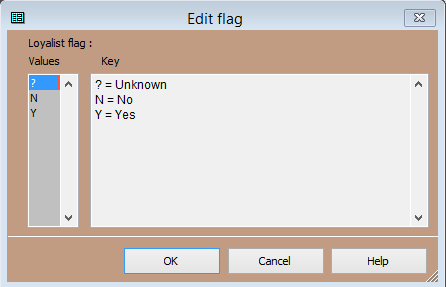 Edit flag
Loyalist flag :
Values Key
?
N
Y
? = Unknown
N = No
Y = Yes
OK Cancel Help